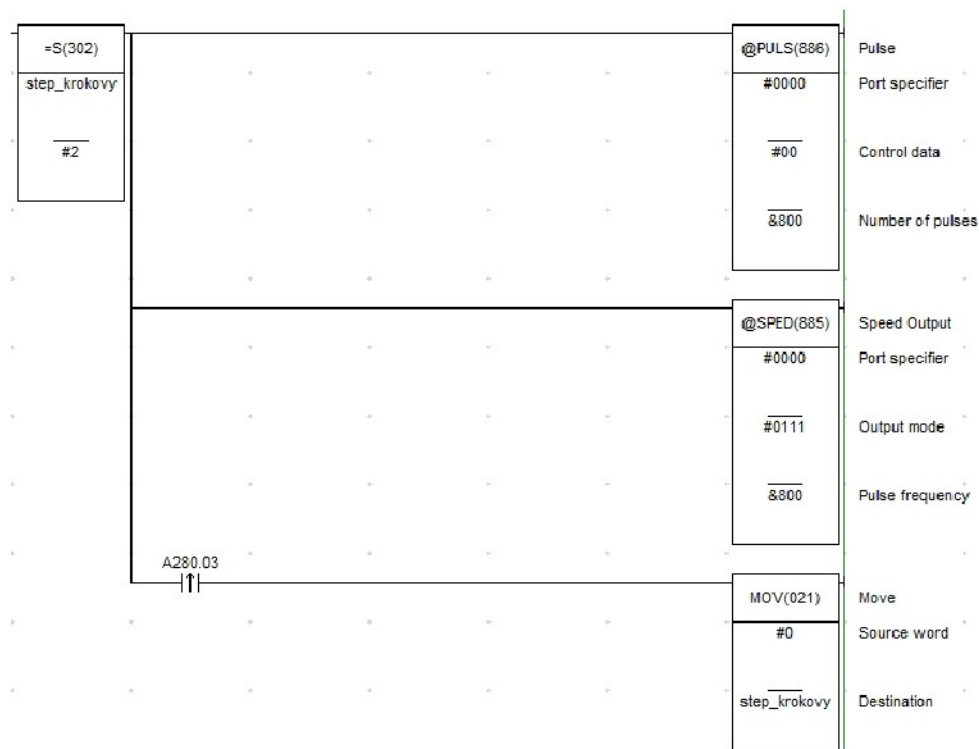 =S(302)
step_krokovy
#2
@PULS(886) Pulse
#0000 Port specifier
#00 Control data
&800 Number of pulses
@SPED(885) Speed Output
#0000 Port specifier
#0111 Output mode
&800 Pulse frequency
A280.03
MOV(021) Move
#0 Source word
step_krokovy Destination